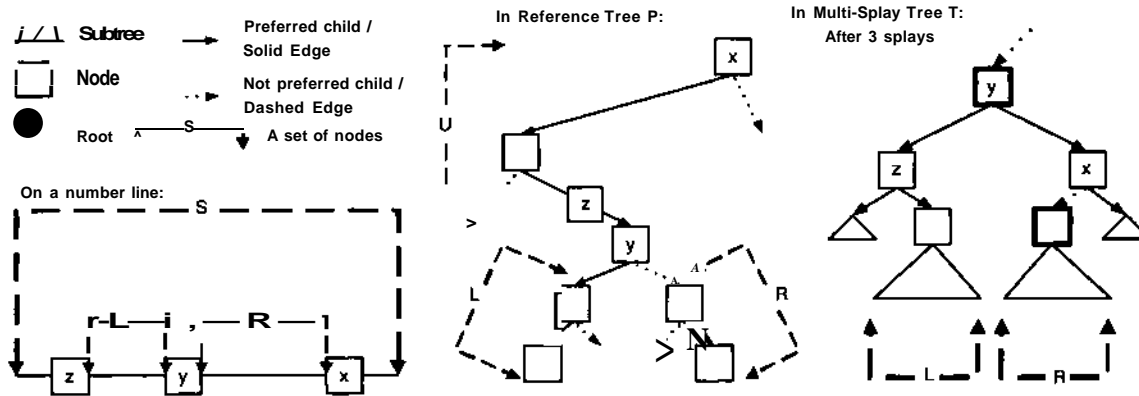 Subtree
Preferred child /
Solid Edge
Node
Not preferred child /
Dashed Edge
Root
S
A set of nodes
On a number line:
S
r-L—i , — R —
z
y
x
In Reference Tree P:
x
U
z
>
y
L
A
R
>
N
In Multi-Splay Tree T:
After 3 splays
y
z
x
L
R